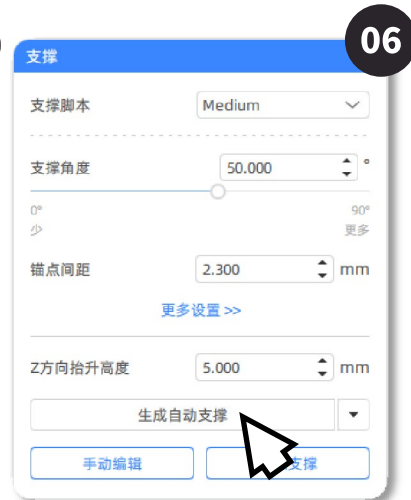 06
支撑
支撑脚本 Medium
支撑角度 50.000 °
0° 90°
少 更多
锚点间距 2.300 mm
更多设置 >>
Z方向抬升高度 5.000 mm
生成自动支撑
手动编辑 支撑